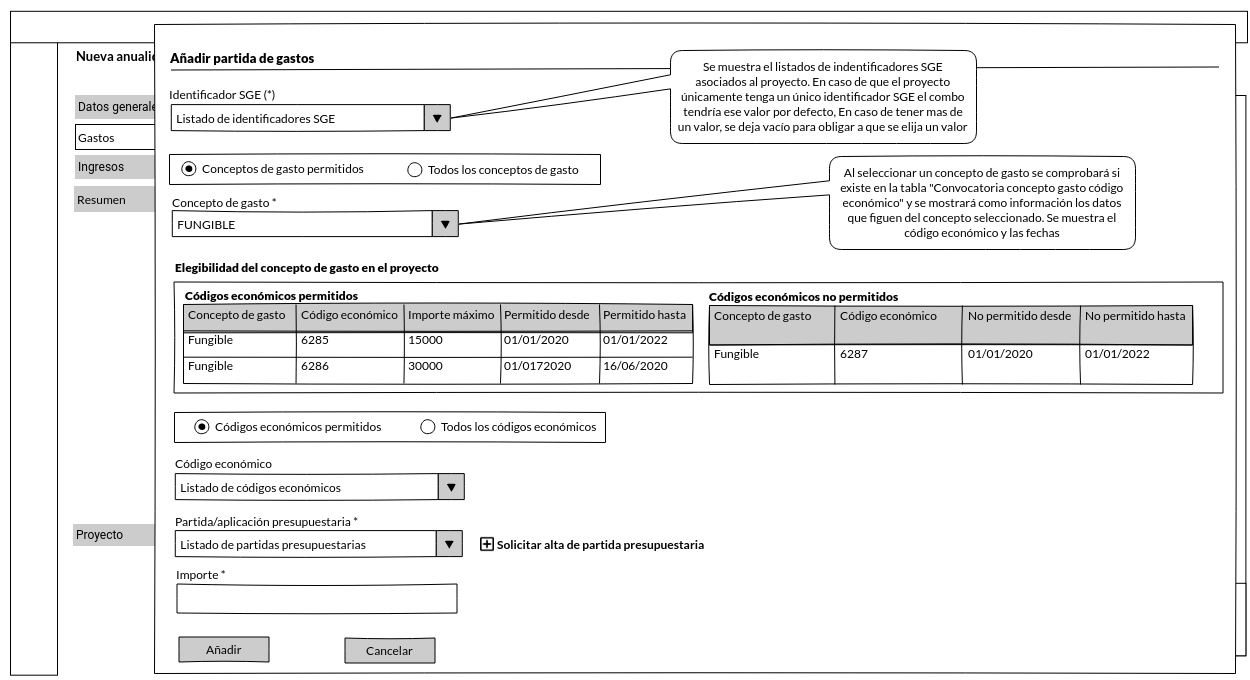 Nueva anuali
Datos generale
Gastos
Ingresos
Resumen
Proyecto
Añadir partida de gastos
Se muestra el listados de indentificadores SGE
asociados al proyecto. En caso de que el proyecto
únicamente tenga un único identificador SGE el combo
tendría ese valor por defecto, En caso de tener mas de
un valor, se deja vacío para obligar a que se elija un valor
Identificador SGE (*)
Listado de identificadores SGE
Conceptos de gasto permitidos
Todos los conceptos de gasto
Al seleccionar un concepto de gasto se comprobará si
existe en la tabla "Convocatoria concepto gasto código
económico" y se mostrará como información los datos
que figuen del concepto seleccionado. Se muestra el
código económico y las fechas
Concepto de gasto *
FUNGIBLE
Elegibilidad del concepto de gasto en el proyecto
Códigos económicos permitidos
Concepto de gasto Código económico Importe máximo Permitido desde Permitido hasta
Fungible 6285 15000 01/01/2020 01/01/2022
Fungible 6286 30000 01/0172020 16/06/2020
Códigos económicos no permitidos
Concepto de gasto Código económico No permitido desde No permitido hasta
Fungible 6287 01/01/2020 01/01/2022
Códigos económicos permitidos
Todos los códigos económicos
Código económico
Listado de códigos económicos
Partida/aplicación presupuestaria *
Listado de partidas presupuestarias
Solicitar alta de partida presupuestaria
Importe *
Añadir
Cancelar